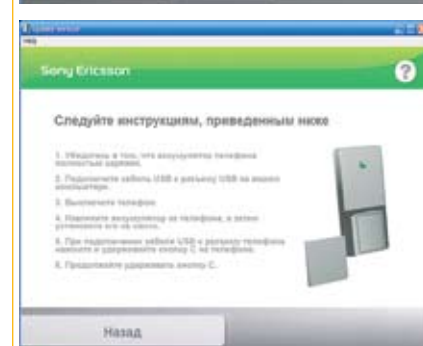 Sony Ericsson
?
Следуйте инструкциям, приведенным ниже
1. Убедитесь в том, что аккумулятор телефона
полностью заряжен.
2. Подключите кабель USB к разъему USB на вашем
компьютере.
3. Выключите телефон
4. Извлеките аккумулятор из телефона, а затем
установите его на место.
5. При подключении кабеля USB к разъему телефона
нажмите и удерживайте кнопку C на телефоне.
6. Продолжайте удерживать кнопку C.
Назад